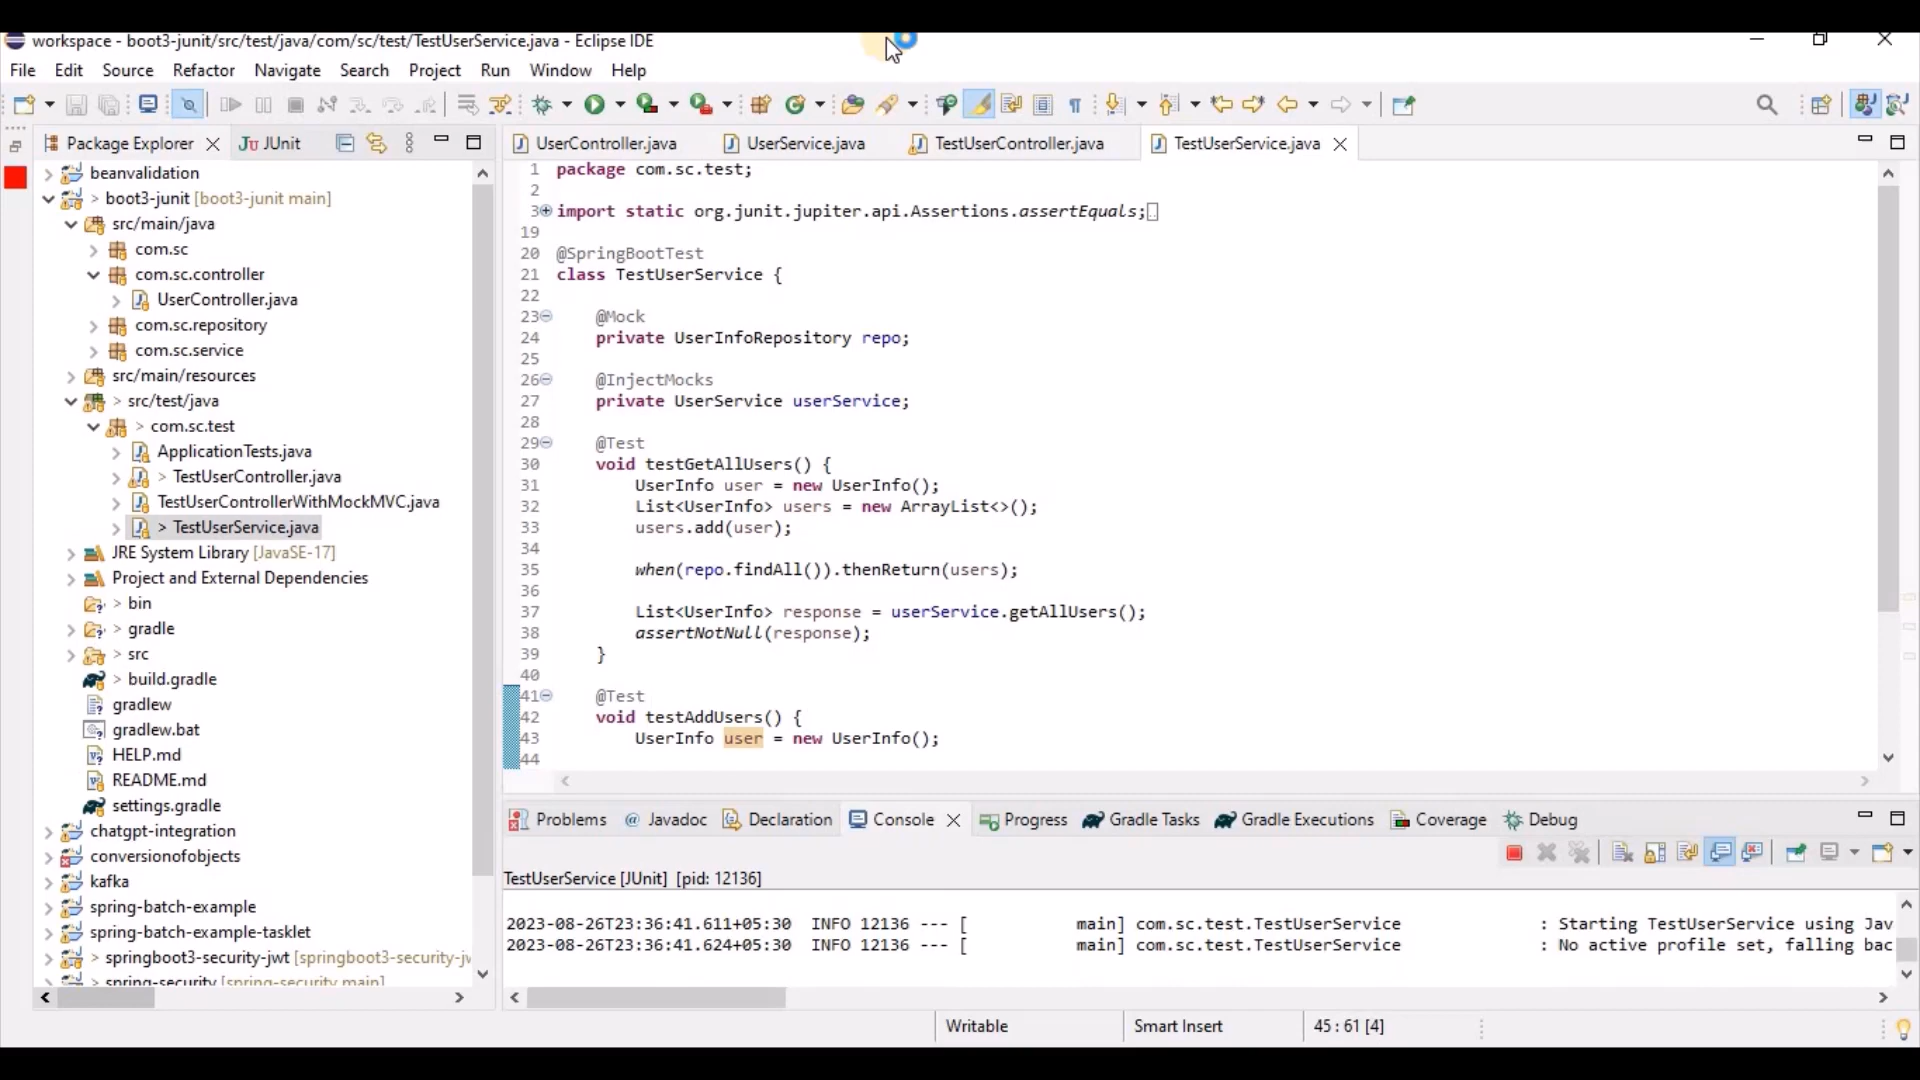 workspace - boot3-junit/src/test/java/com/sc/test/TestUserService.java - Eclipse IDE
File Edit Source Refactor Navigate Search Project Run Window Help
Package Explorer
JUnit
beanvalidation
> boot3-junit [boot3-junit main]
src/main/java
com.sc
com.sc.controller
UserController.java
com.sc.repository
com.sc.service
src/main/resources
> src/test/java
> com.sc.test
ApplicationTests.java
> TestUserController.java
TestUserControllerWithMockMVC.java
> TestUserService.java
JRE System Library [JavaSE-17]
Project and External Dependencies
> bin
> gradle
> src
> build.gradle
gradlew
gradlew.bat
HELP.md
README.md
settings.gradle
chatgpt-integration
conversionofobjects
kafka
spring-batch-example
spring-batch-example-tasklet
> springboot3-security-jwt [springboot3-security-jw
> spring-security [spring-security main]
UserController.java UserService.java TestUserController.java TestUserService.java
1 package com.sc.test;
2
3 import static org.junit.jupiter.api.Assertions.assertEquals;
19
20 @SpringBootTest
21 class TestUserService {
22
23 @Mock
24 private UserInfoRepository repo;
25
26 @InjectMocks
27 private UserService userService;
28
29 @Test
30 void testGetAllUsers() {
31 UserInfo user = new UserInfo();
32 List<UserInfo> users = new ArrayList<>();
33 users.add(user);
34
35 when(repo.findAll()).thenReturn(users);
36
37 List<UserInfo> response = userService.getAllUsers();
38 assertNotNull(response);
39 }
40
41 @Test
42 void testAddUsers() {
43 UserInfo user = new UserInfo();
44
Problems @ Javadoc Declaration Console Progress Gradle Tasks Gradle Executions Coverage Debug
TestUserService [JUnit] [pid: 12136]
2023-08-26T23:36:41.611+05:30 INFO 12136 --- [ main] com.sc.test.TestUserService : Starting TestUserService using Jav
2023-08-26T23:36:41.624+05:30 INFO 12136 --- [ main] com.sc.test.TestUserService : No active profile set, falling bac
Writable Smart Insert 45 : 61 [4]